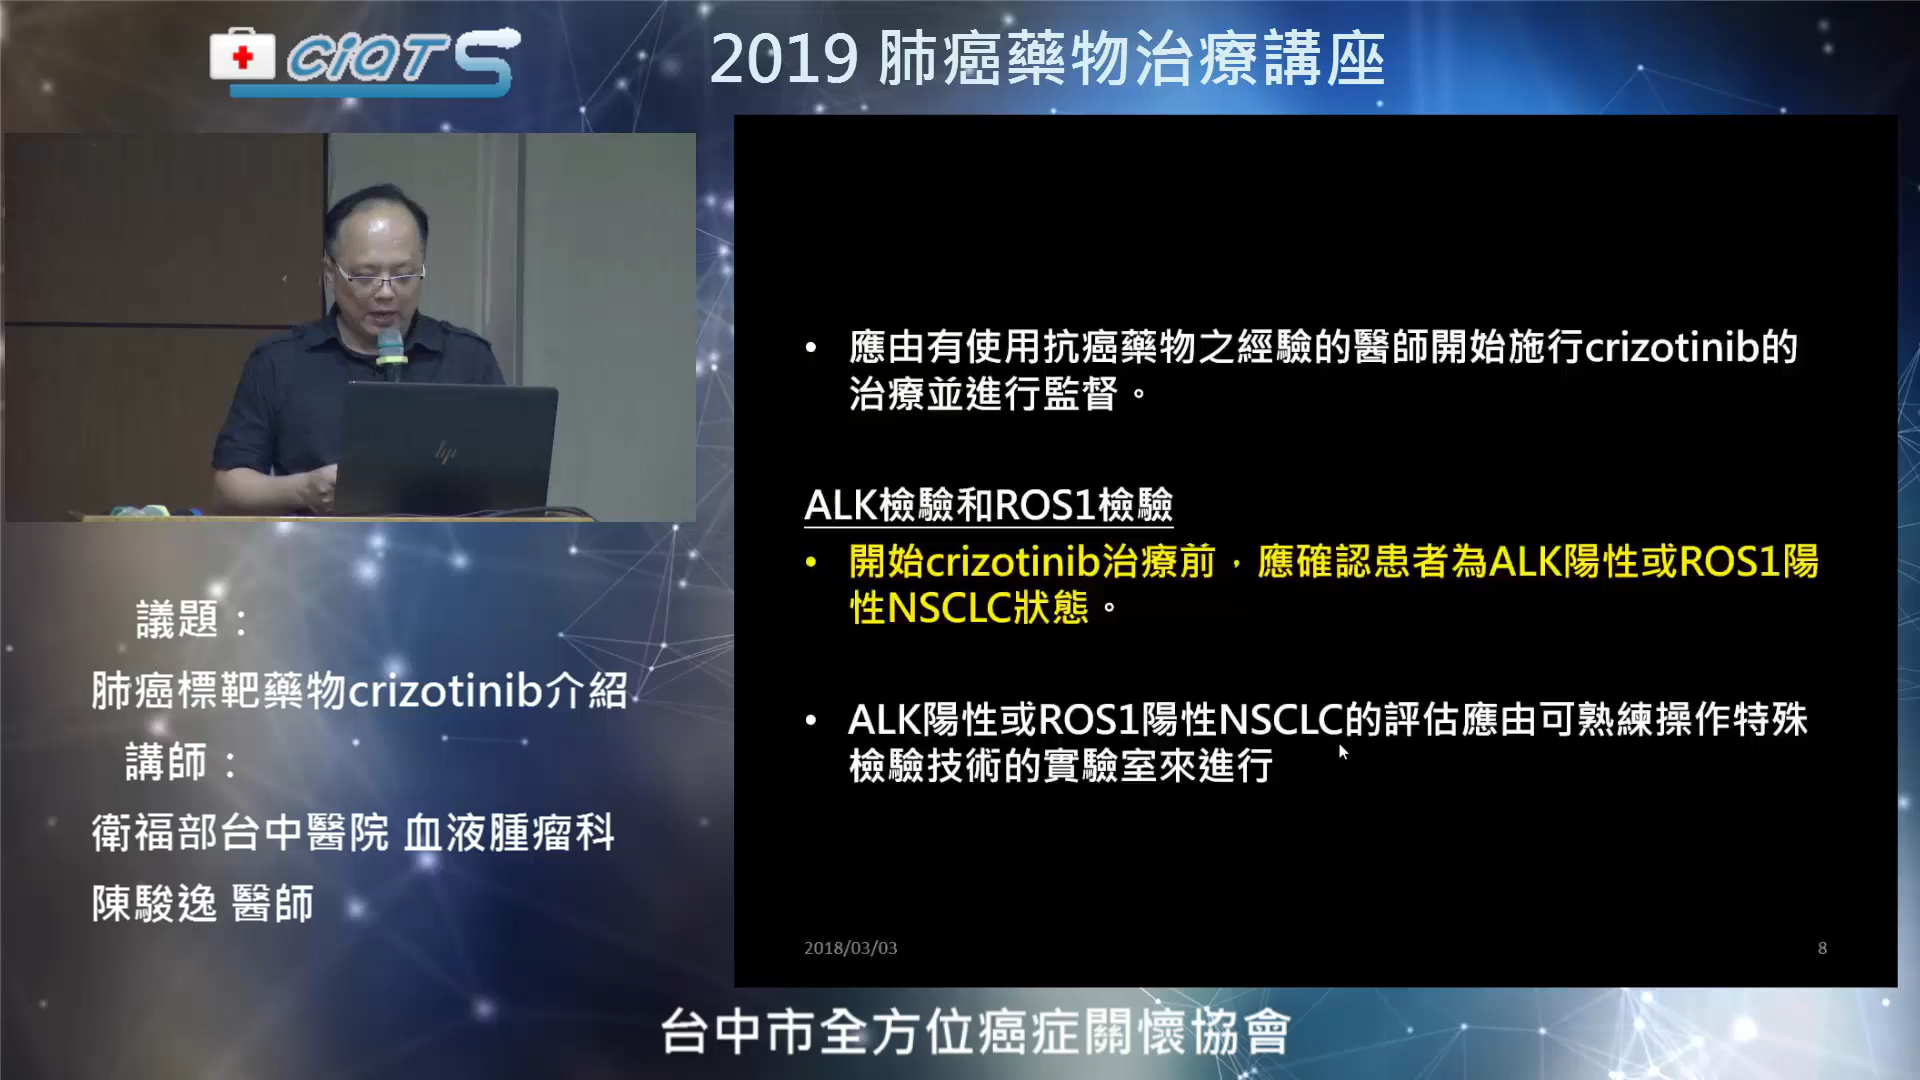 CiQTS
2019 肺癌藥物治療講座
• 應由有使用抗癌藥物之經驗的醫師開始施行crizotinib的
治療並進行監督。
ALK檢驗和ROS1檢驗
• 開始crizotinib治療前，應確認患者為ALK陽性或ROS1陽
性NSCLC狀態。
• ALK陽性或ROS1陽性NSCLC的評估應由可熟練操作特殊
檢驗技術的實驗室來進行
2018/03/03
8
hp
議題：
肺癌標靶藥物crizotinib介紹
講師：
衛福部台中醫院 血液腫瘤科
陳駿逸 醫師
台中市全方位癌症關懷協會